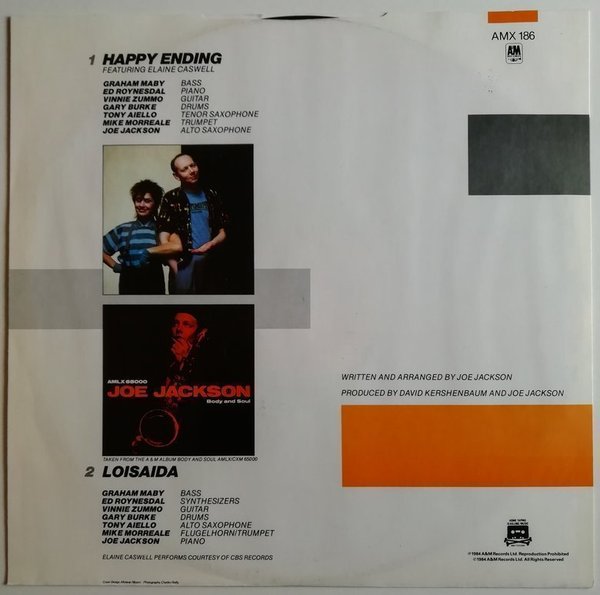 AMX 186
A&M
1 HAPPY ENDING
FEATURING ELAINE CASWELL
GRAHAM MABY BASS
ED ROYNESDAL PIANO
VINNIE ZUMMO GUITAR
GARY BURKE DRUMS
TONY AIELLO TENOR SAXOPHONE
MIKE MORREALE TRUMPET
JOE JACKSON ALTO SAXOPHONE
AMLX 65000
JOE JACKSON
Body and Soul
TAKEN FROM THE A&M ALBUM BODY AND SOUL AMLX/CXM 65000
WRITTEN AND ARRANGED BY JOE JACKSON
PRODUCED BY DAVID KERSHENBAUM AND JOE JACKSON
2 LOISAIDA
GRAHAM MABY BASS
ED ROYNESDAL SYNTHESIZERS
VINNIE ZUMMO GUITAR
GARY BURKE DRUMS
TONY AIELLO ALTO SAXOPHONE
MIKE MORREALE FLUGELHORN/TRUMPET
JOE JACKSON PIANO
ELAINE CASWELL PERFORMS COURTESY OF CBS RECORDS
HOME TAPING
IS KILLING MUSIC
℗ 1984 A&M Records Ltd. Reproduction Prohibited
© 1984 A&M Records Ltd. All Rights Reserved